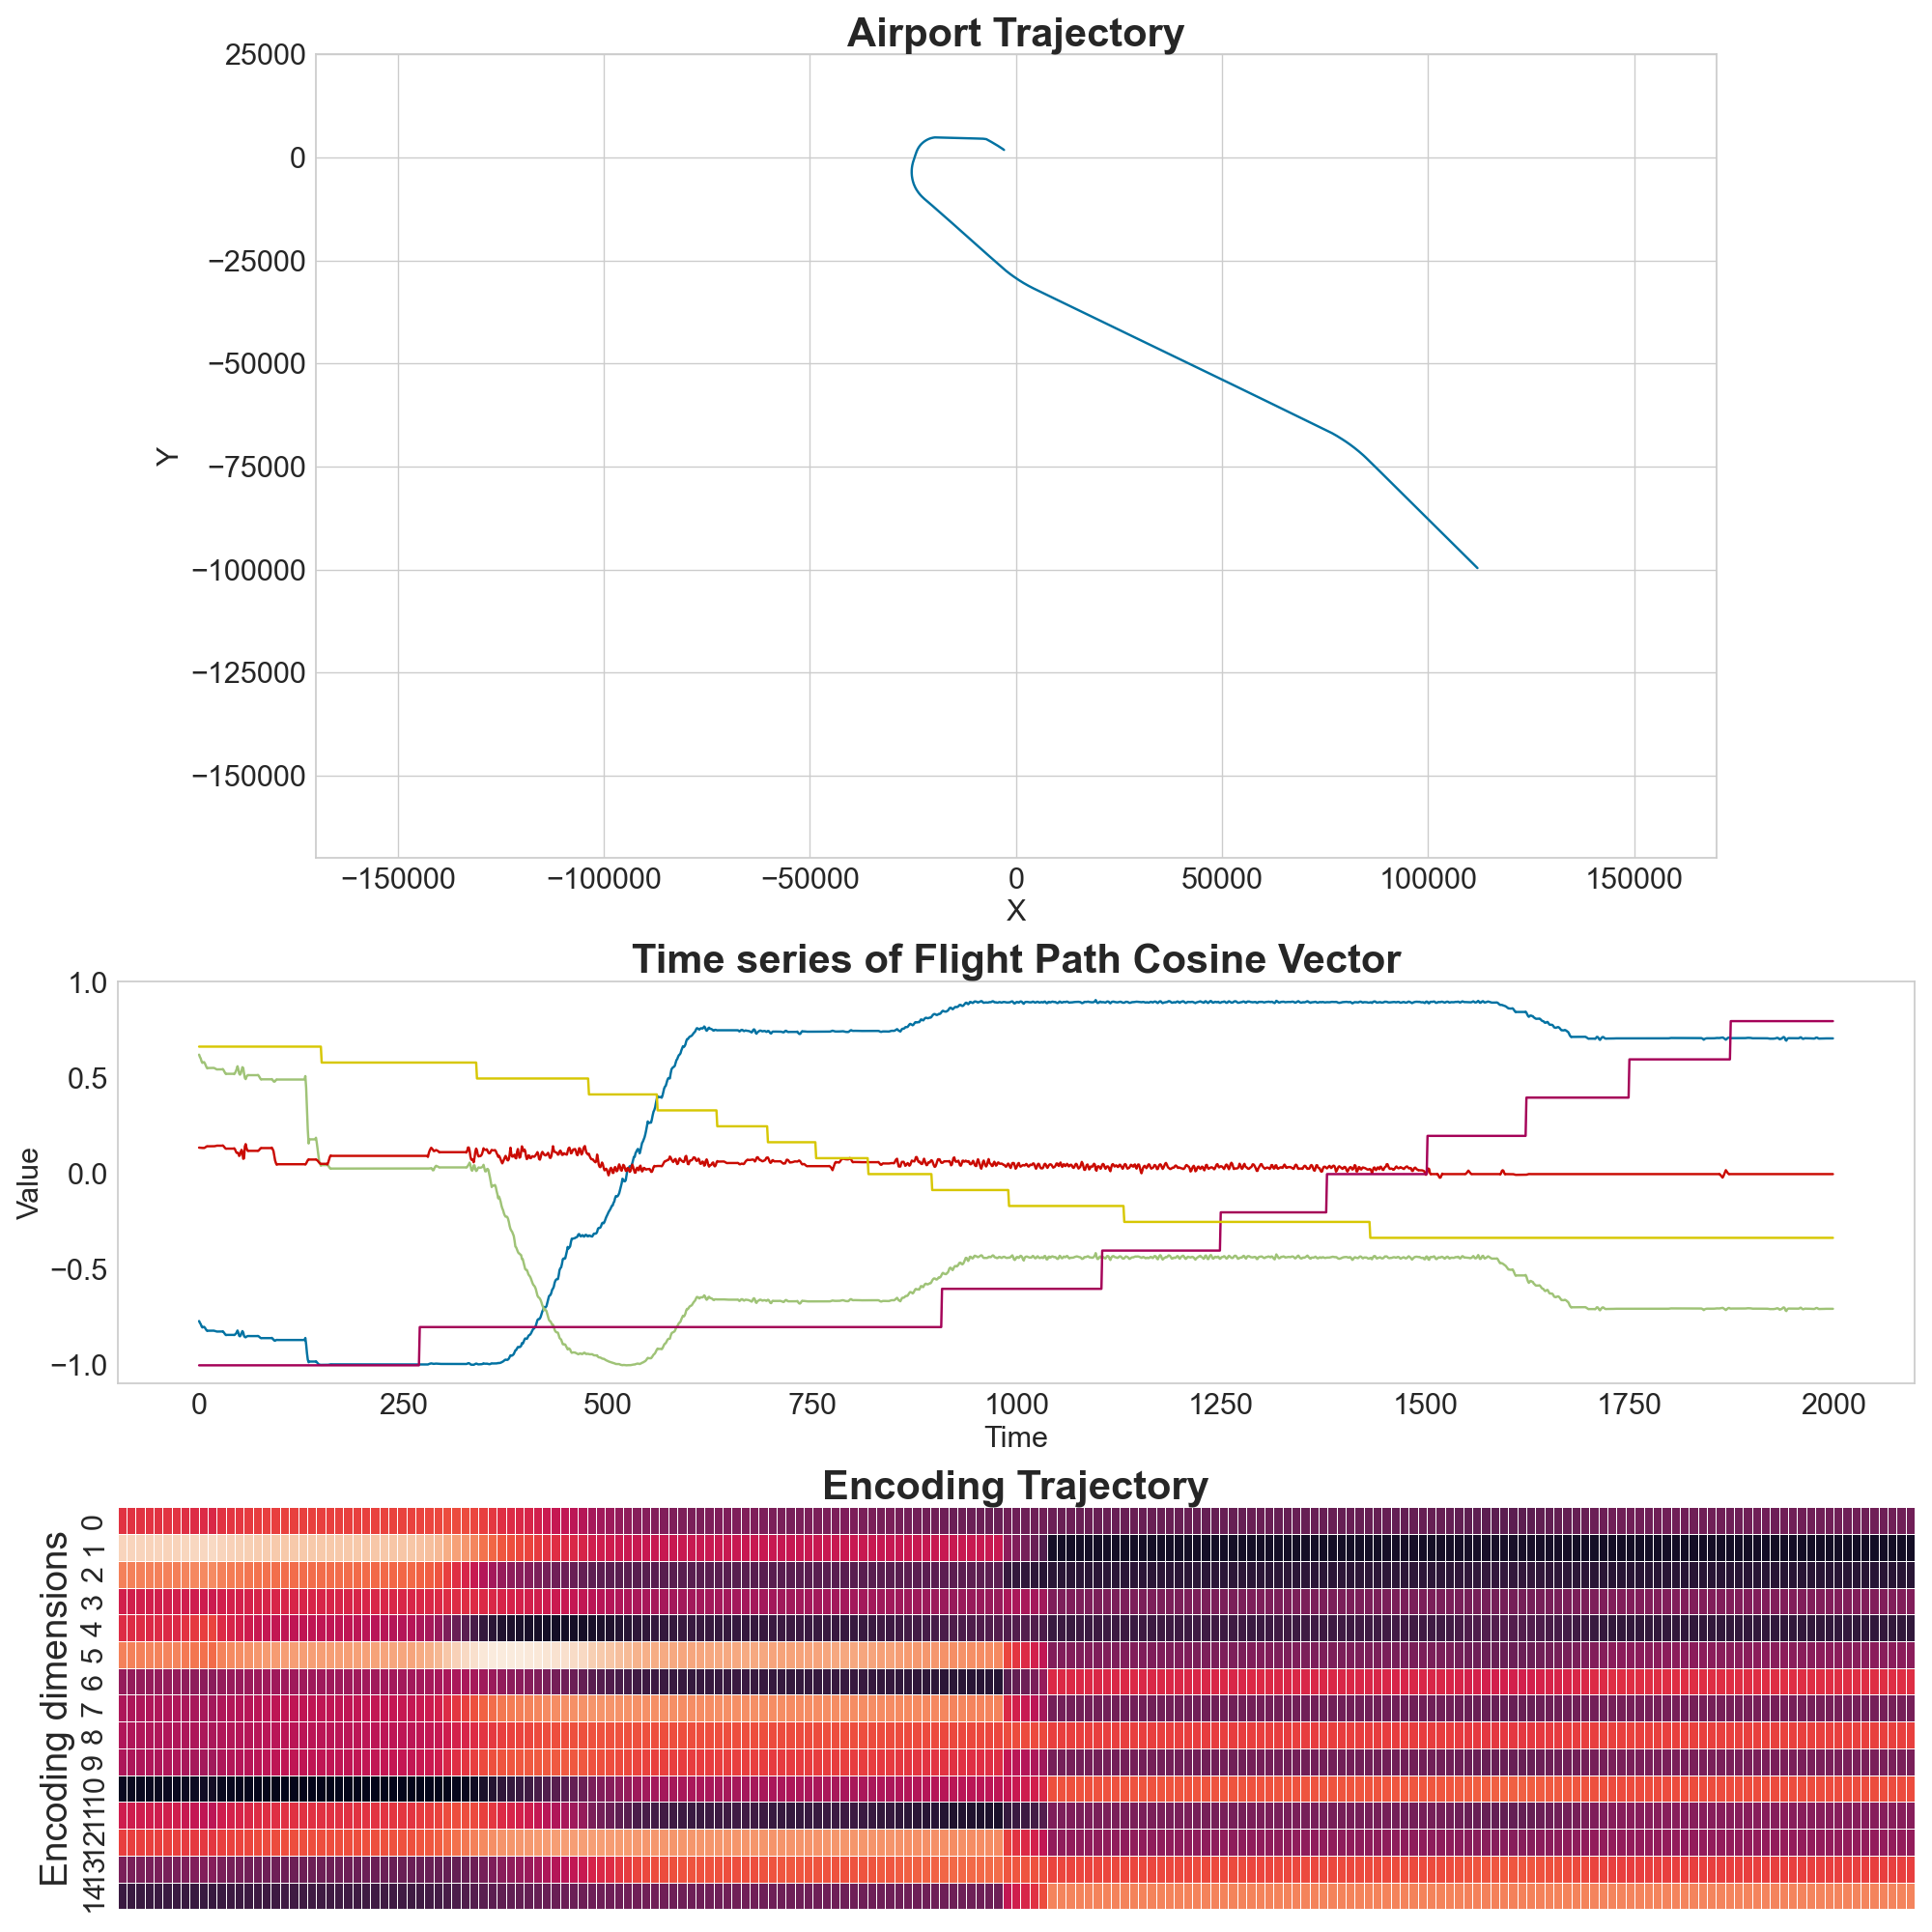 Airport Trajectory
25000
0
−25000
−50000
−75000
−100000
−125000
−150000
Y
−150000 −100000 −50000 0 50000 100000 150000
X
Time series of Flight Path Cosine Vector
1.0
0.5
0.0
−0.5
−1.0
Value
0 250 500 750 1000 1250 1500 1750 2000
Time
Encoding Trajectory
Encoding dimensions
0
1
2
3
4
5
6
7
8
9
10
11
12
13
14